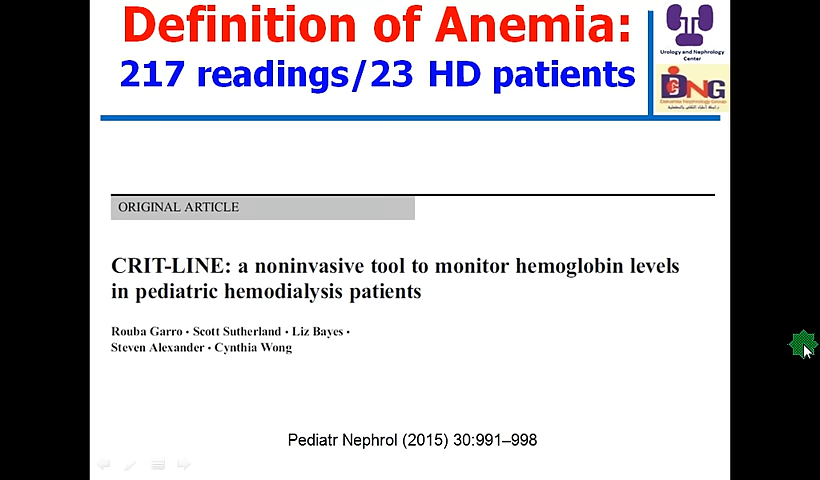 Definition of Anemia:
217 readings/23 HD patients
Urology and Nephrology
Center
DNG
ORIGINAL ARTICLE
CRIT-LINE: a noninvasive tool to monitor hemoglobin levels
in pediatric hemodialysis patients
Rouba Garro • Scott Sutherland • Liz Bayes •
Steven Alexander • Cynthia Wong
Pediatr Nephrol (2015) 30:991–998